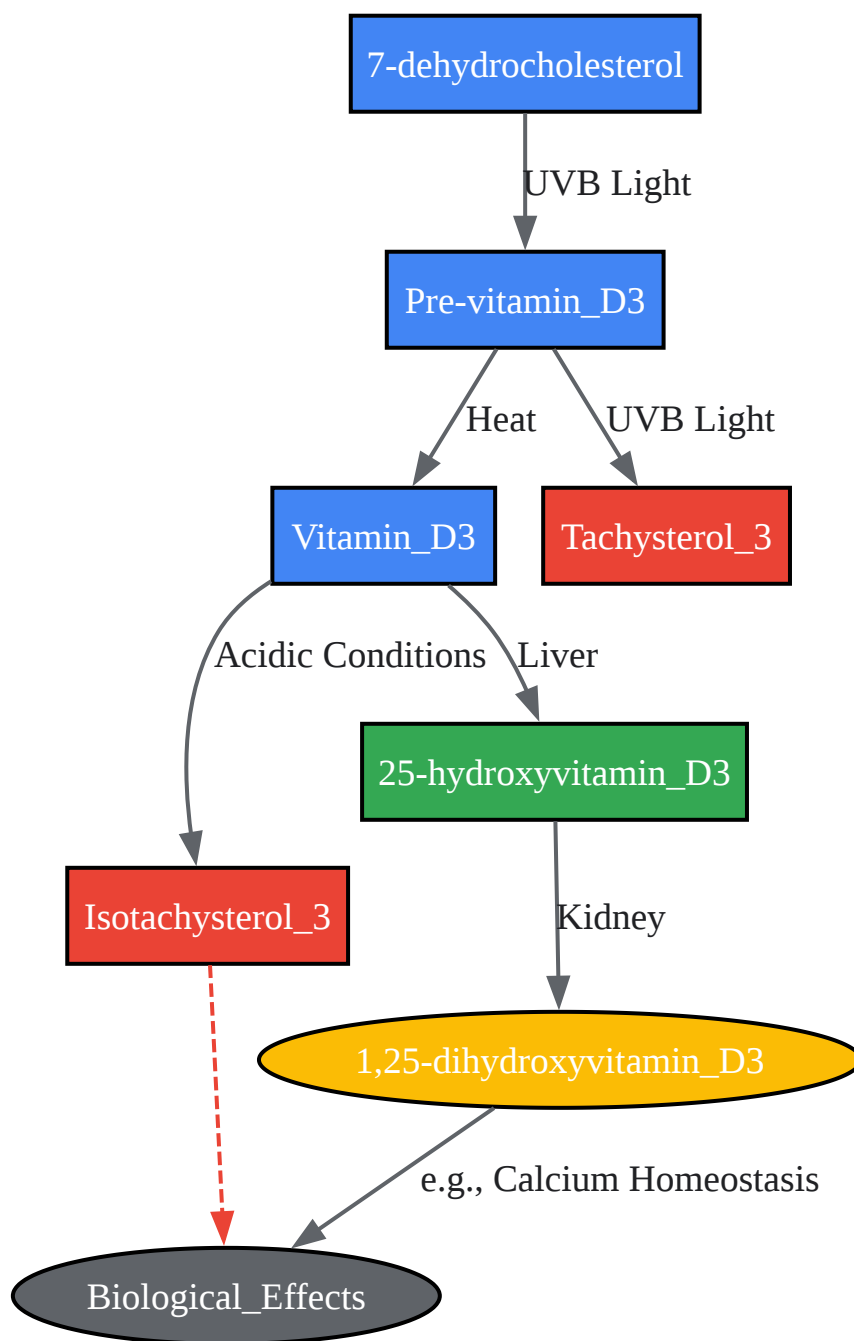 7-dehydrocholesterol
UVB Light
Pre-vitamin_D3
Heat
UVB Light
Vitamin_D3
Tachysterol_3
Acidic Conditions
Liver
25-hydroxyvitamin_D3
Isotachysterol_3
Kidney
1,25-dihydroxyvitamin_D3
e.g., Calcium Homeostasis
Biological_Effects